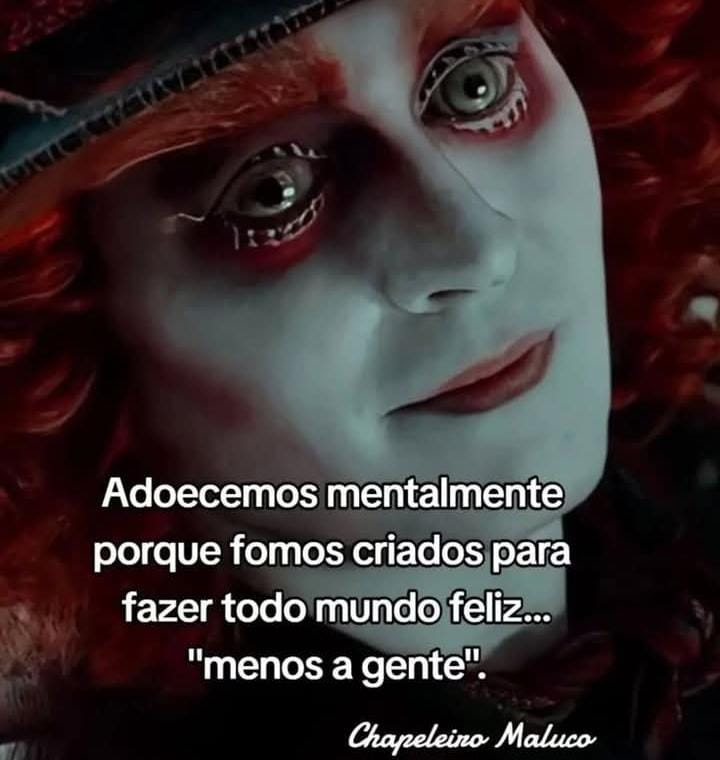 Adoecemos mentalmente
porque fomos criados para
fazer todo mundo feliz...
"menos a gente".
Chapeleiro Maluco